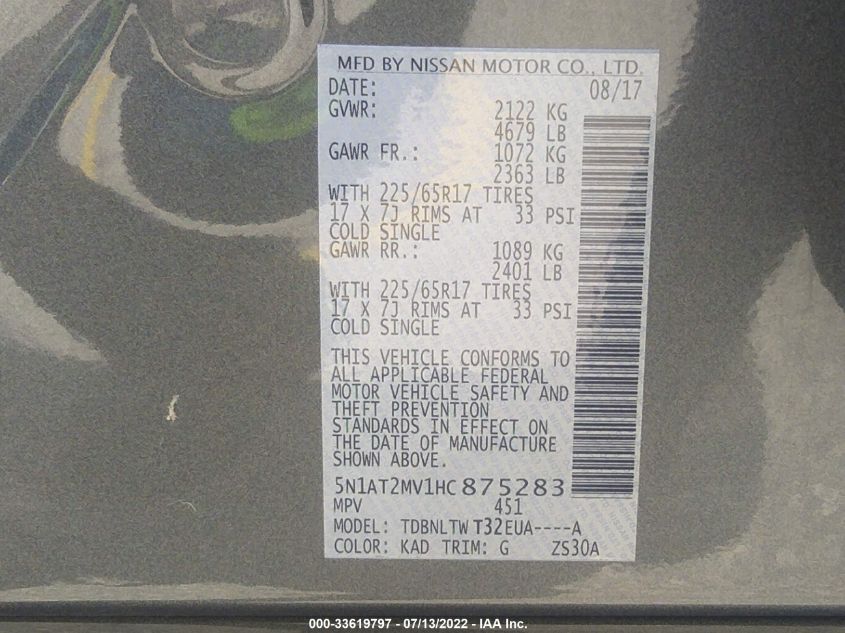 MFD BY NISSAN MOTOR CO., LTD.
DATE: 08/17
GVWR: 2122 KG
4679 LB
GAWR FR.: 1072 KG
2363 LB
WITH 225/65R17 TIRES
17 X 7J RIMS AT 33 PSI
COLD SINGLE
GAWR RR.: 1089 KG
2401 LB
WITH 225/65R17 TIRES
17 X 7J RIMS AT 33 PSI
COLD SINGLE
THIS VEHICLE CONFORMS TO
ALL APPLICABLE FEDERAL
MOTOR VEHICLE SAFETY AND
THEFT PREVENTION
STANDARDS IN EFFECT ON
THE DATE OF MANUFACTURE
SHOWN ABOVE.
5N1AT2MV1HC875283
MPV 451
MODEL: TDBNLTW T32EUA----A
COLOR: KAD TRIM: G ZS30A
000-33619797 - 07/13/2022 - IAA Inc.